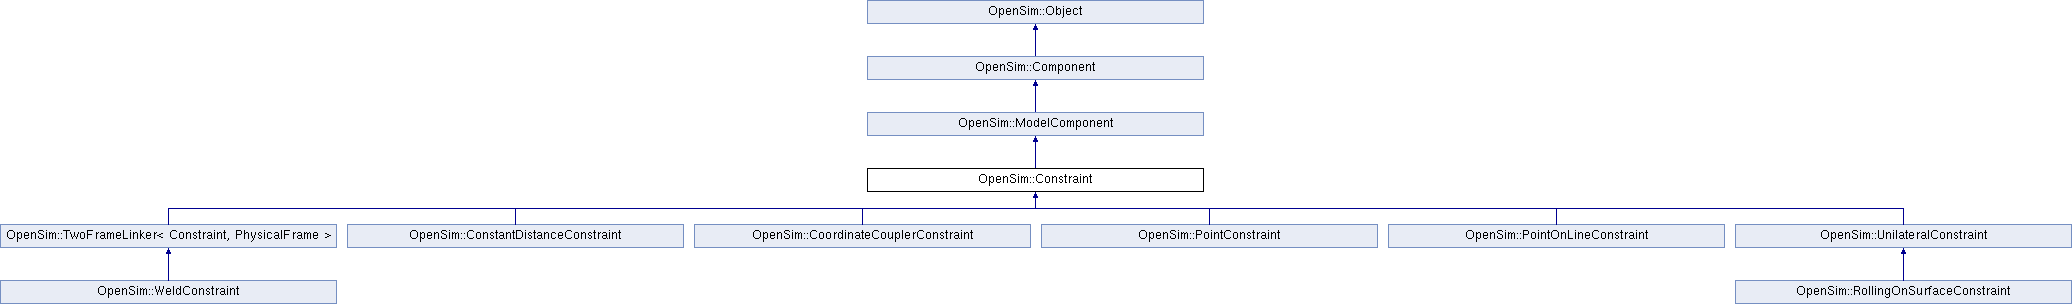 OpenSim::Object
OpenSim::Component
OpenSim::ModelComponent
OpenSim::Constraint
OpenSim::TwoFrameLinker< Constraint, PhysicalFrame >
OpenSim::ConstantDistanceConstraint
OpenSim::CoordinateCouplerConstraint
OpenSim::PointConstraint
OpenSim::PointOnLineConstraint
OpenSim::UnilateralConstraint
OpenSim::WeldConstraint
OpenSim::RollingOnSurfaceConstraint